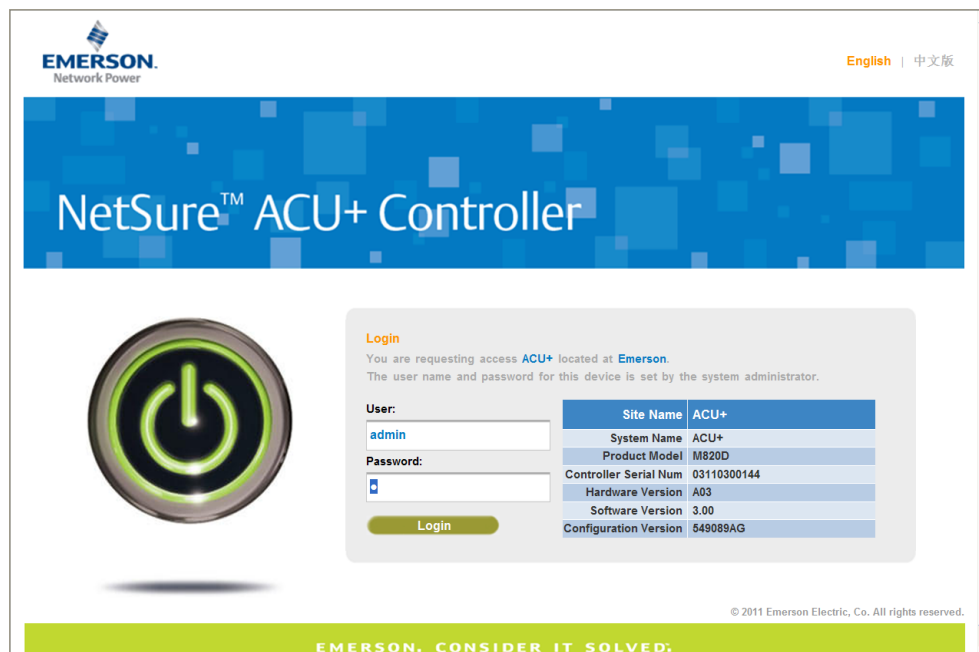 EMERSON.
Network Power
English | 中文版
NetSure™ ACU+ Controller
Login
You are requesting access ACU+ located at Emerson.
The user name and password for this device is set by the system administrator.
User:
admin
Password:
Login
Site Name ACU+
System Name ACU+
Product Model M820D
Controller Serial Num 03110300144
Hardware Version A03
Software Version 3.00
Configuration Version 549089AG
© 2011 Emerson Electric, Co. All rights reserved.
EMERSON. CONSIDER IT SOLVED.